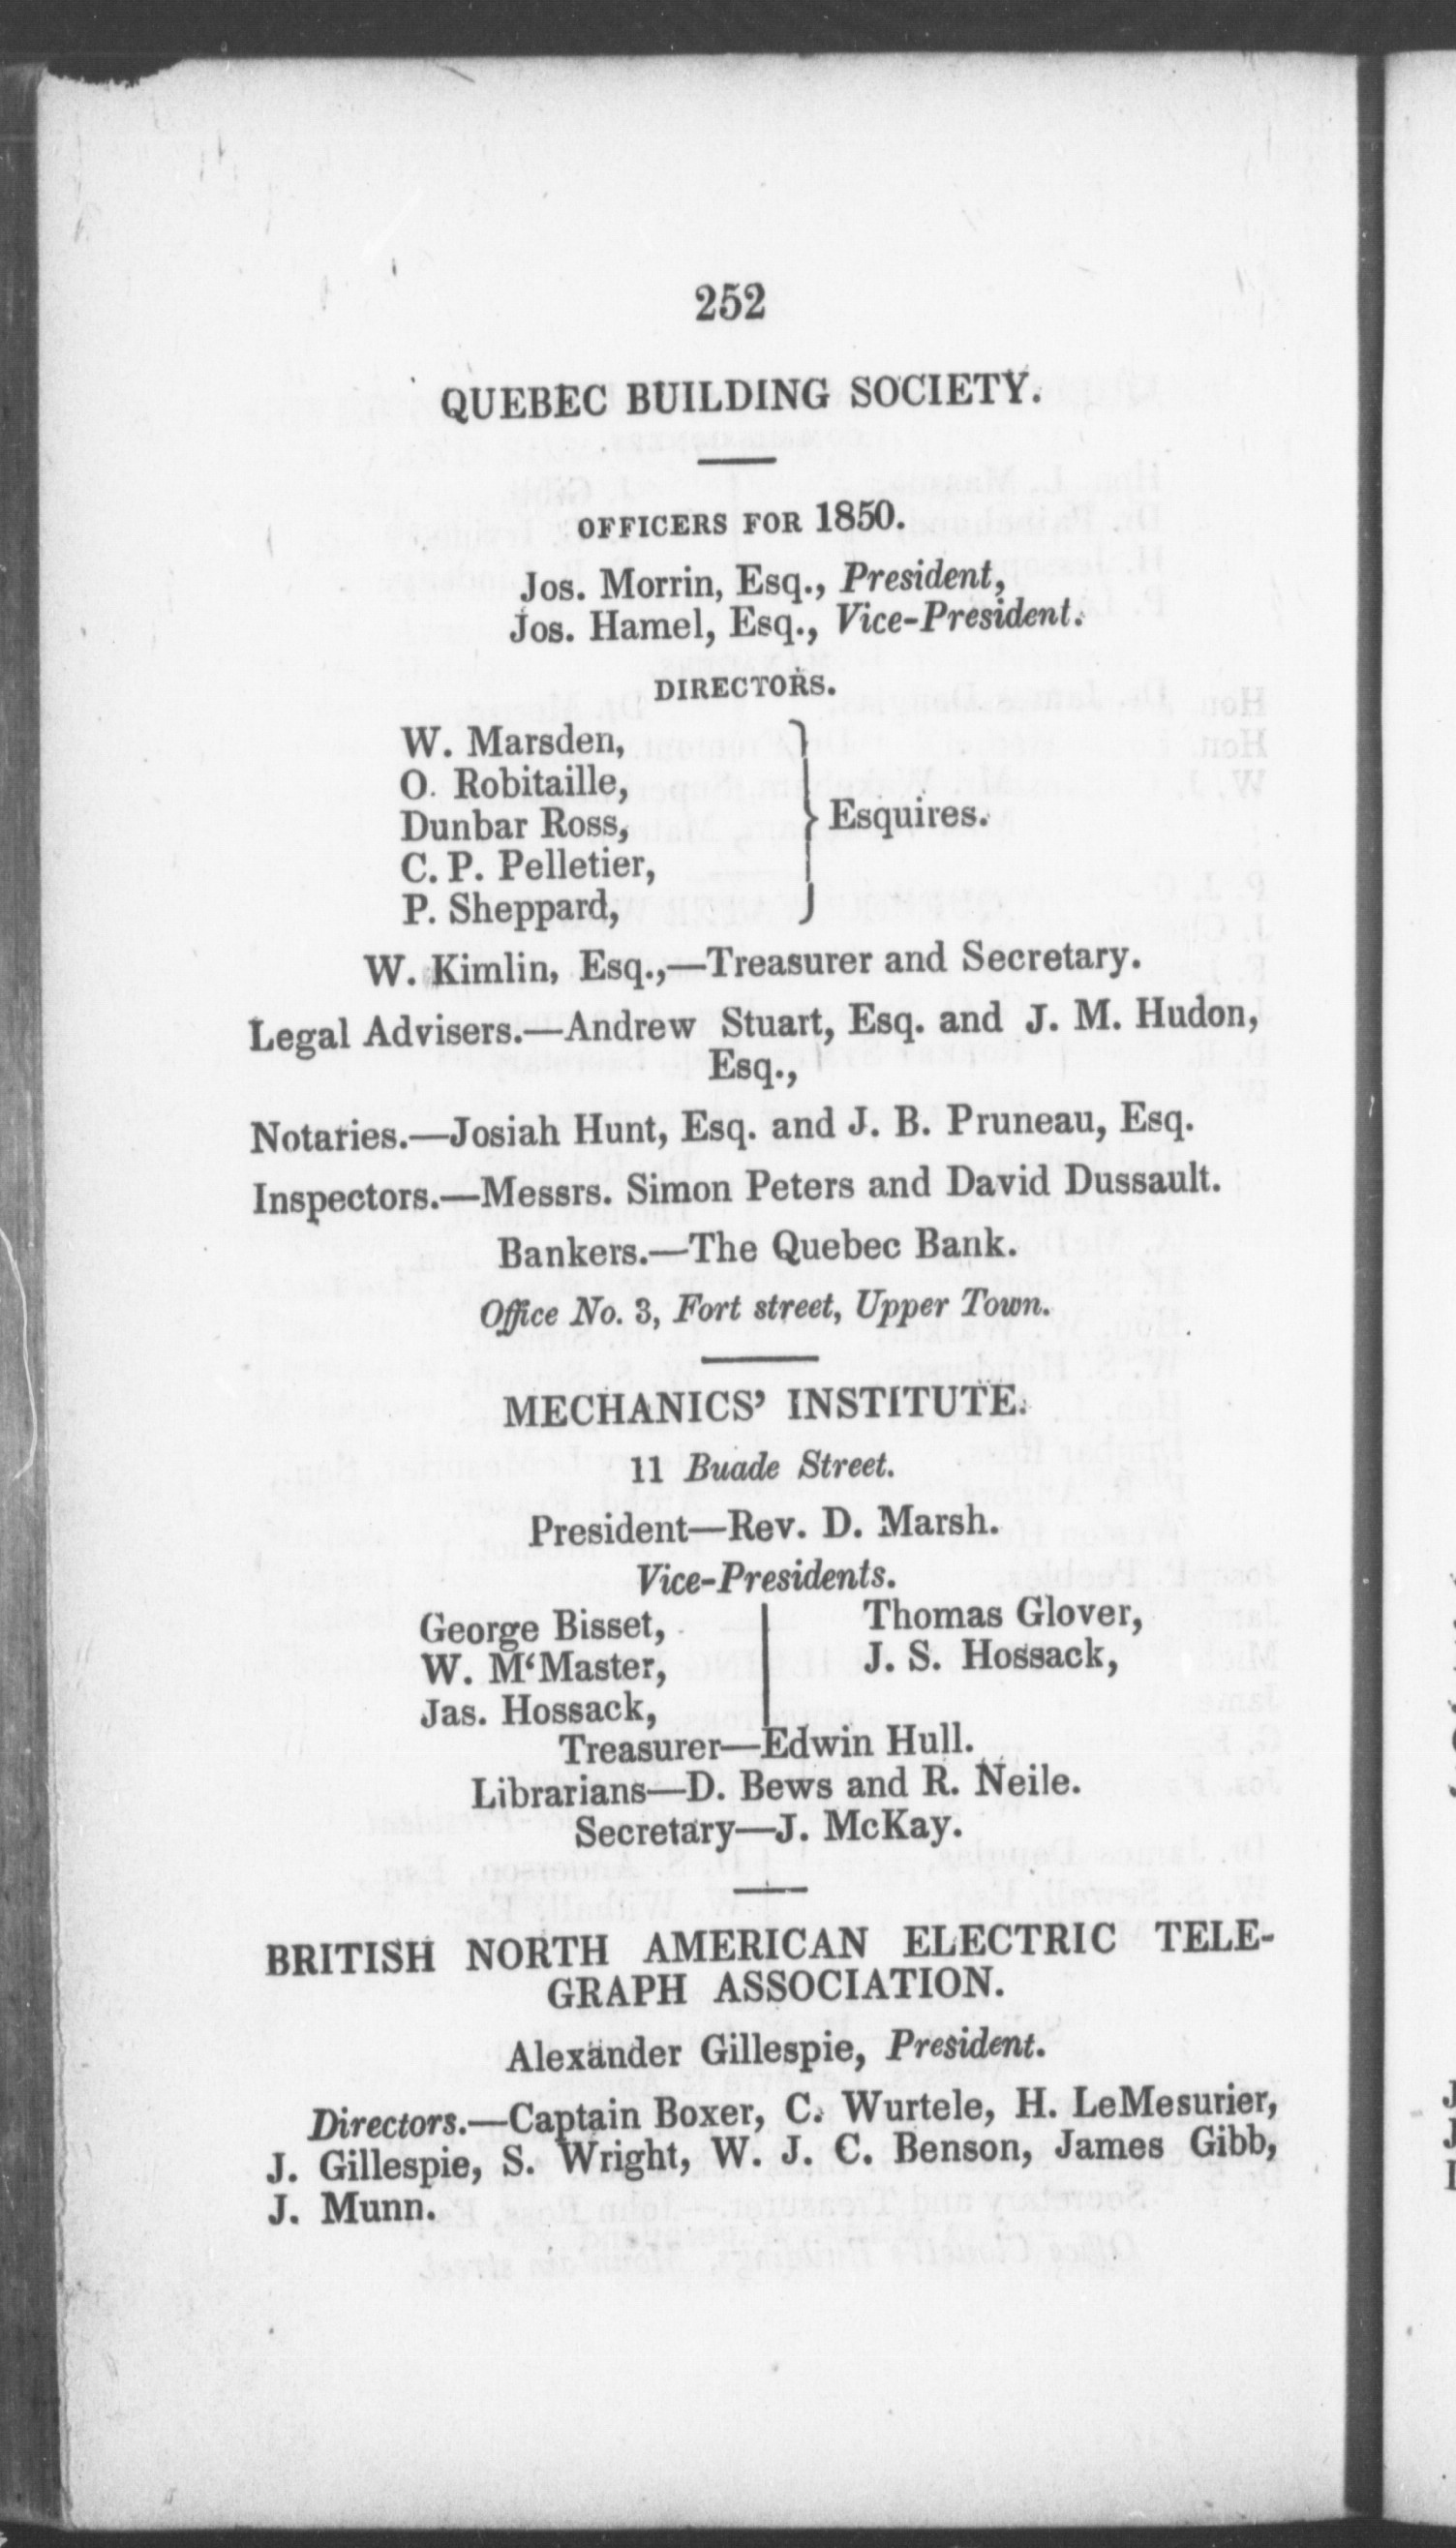 252
QUEBEC BUILDING SOCIETY.
OFFICERS FOR 1850.
Jos. Morrin, Esq., President,
Jos. Hamel, Esq., Vice-President.
DIRECTORS.
W. Marsden,
O. Robitaille,
Dunbar Ross,
C. P. Pelletier,
P. Sheppard,
Esquires.
W. Kimlin, Esq.,—Treasurer and Secretary.
Legal Advisers.—Andrew Stuart, Esq. and J. M. Hudon,
Esq.,
Notaries.—Josiah Hunt, Esq. and J. B. Pruneau, Esq.
Inspectors.—Messrs. Simon Peters and David Dussault.
Bankers.—The Quebec Bank.
Office No. 3, Fort street, Upper Town.
MECHANICS' INSTITUTE.
11 Buade Street.
President—Rev. D. Marsh.
Vice-Presidents.
George Bisset,
W. M‘Master,
Jas. Hossack,
Thomas Glover,
J. S. Hossack,
Treasurer—Edwin Hull.
Librarians—D. Bews and R. Neile.
Secretary—J. McKay.
BRITISH NORTH AMERICAN ELECTRIC TELE-
GRAPH ASSOCIATION.
Alexander Gillespie, President.
Directors.—Captain Boxer, C. Wurtele, H. LeMesurier,
J. Gillespie, S. Wright, W. J. C. Benson, James Gibb,
J. Munn.